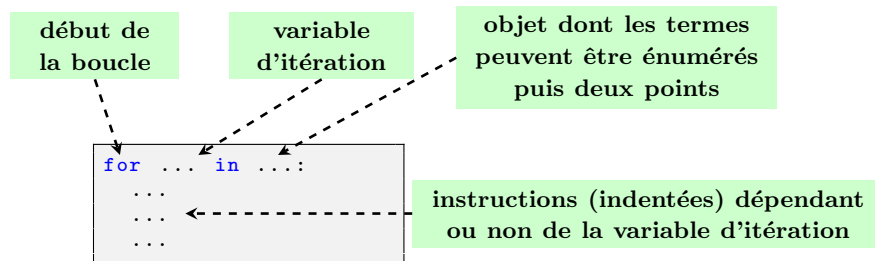 début de
la boucle
variable
d'itération
objet dont les termes
peuvent être énumérés
puis deux points
for ... in ...:
...
...
...
instructions (indentées) dépendant
ou non de la variable d'itération